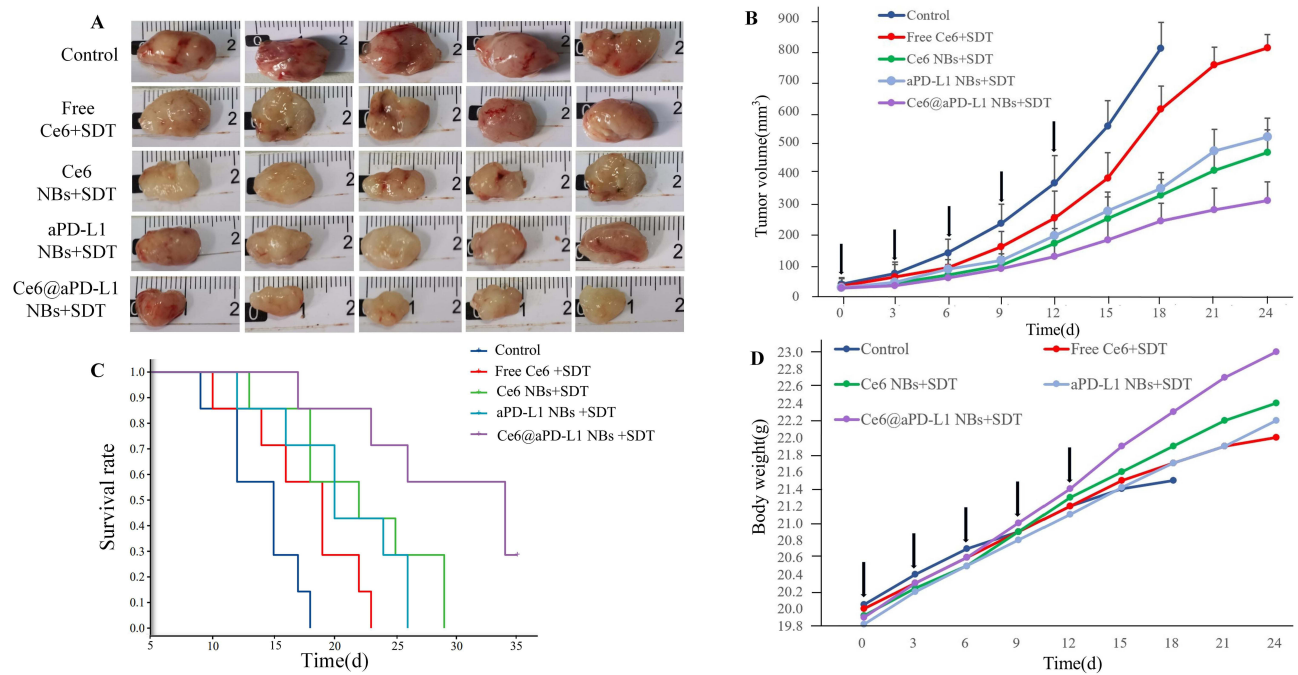 A
Control
Free
Ce6+SDT
Ce6
NBs+SDT
aPD-L1
NBs+SDT
Ce6@aPD-L1
NBs+SDT
0 1 2
B
Control
Free Ce6+SDT
Ce6 NBs+SDT
aPD-L1 NBs+SDT
Ce6@aPD-L1 NBs+SDT
Tumor volume(mm³)
900
800
700
600
500
400
300
200
100
0
0 3 6 9 12 15 18 21 24
Time(d)
C
Control
Free Ce6 +SDT
Ce6 NBs+SDT
aPD-L1 NBs +SDT
Ce6@aPD-L1 NBs +SDT
Survival rate
1.0
0.9
0.8
0.7
0.6
0.5
0.4
0.3
0.2
0.1
0.0
5 10 15 20 25 30 35
Time(d)
D
Control
Free Ce6+SDT
Ce6 NBs+SDT
aPD-L1 NBs+SDT
Ce6@aPD-L1 NBs+SDT
Body weight(g)
23.0
22.8
22.6
22.4
22.2
22.0
21.8
21.6
21.4
21.2
21.0
20.8
20.6
20.4
20.2
20.0
19.8
0 3 6 9 12 15 18 21 24
Time(d)